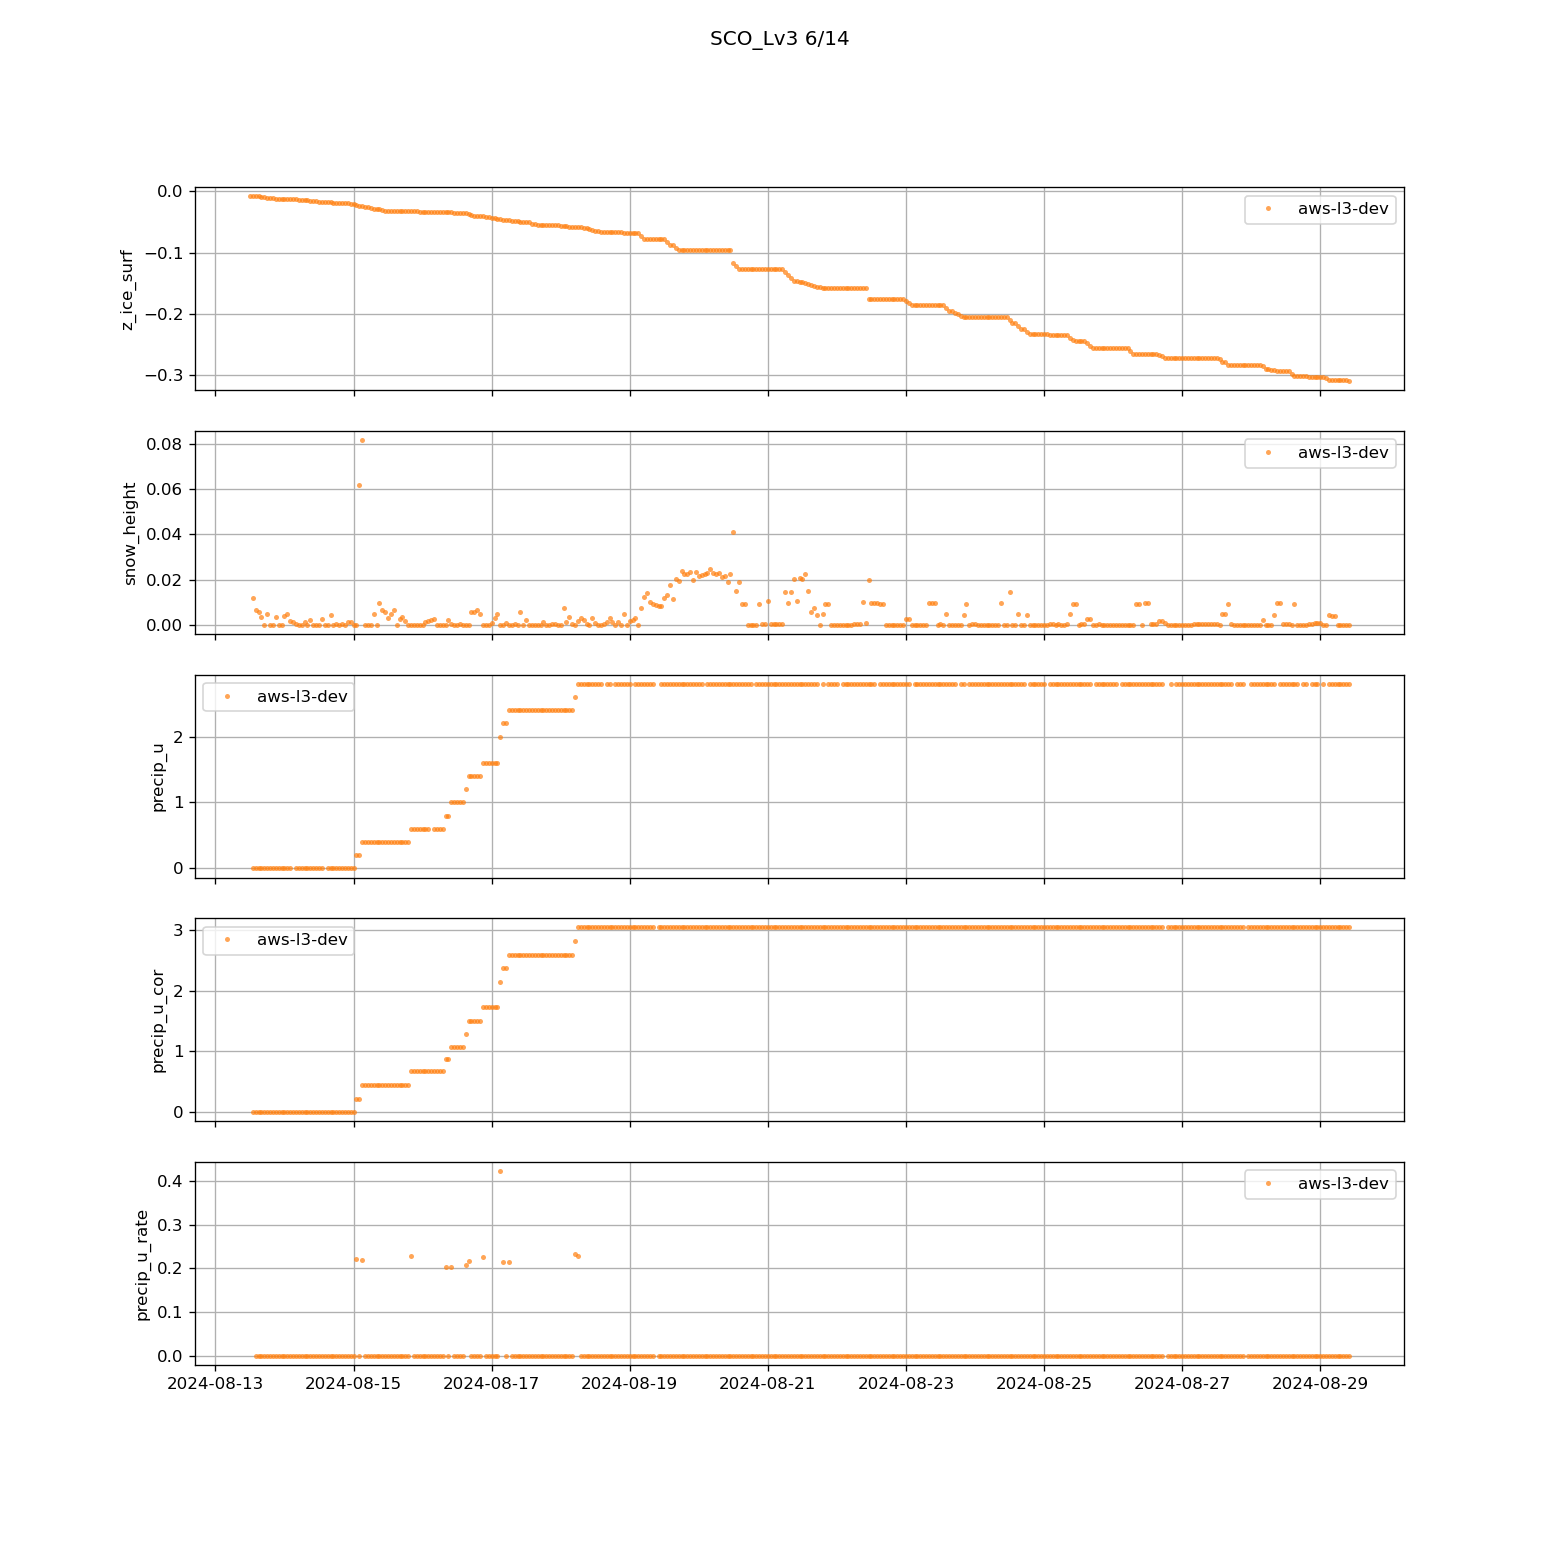 SCO_Lv3 6/14
0.0
−0.1
−0.2
−0.3
z_ice_surf
aws-l3-dev
0.08
0.06
0.04
0.02
0.00
snow_height
aws-l3-dev
2
1
0
precip_u
aws-l3-dev
3
2
1
0
precip_u_cor
aws-l3-dev
0.4
0.3
0.2
0.1
0.0
precip_u_rate
aws-l3-dev
2024-08-13 2024-08-15 2024-08-17 2024-08-19 2024-08-21 2024-08-23 2024-08-25 2024-08-27 2024-08-29